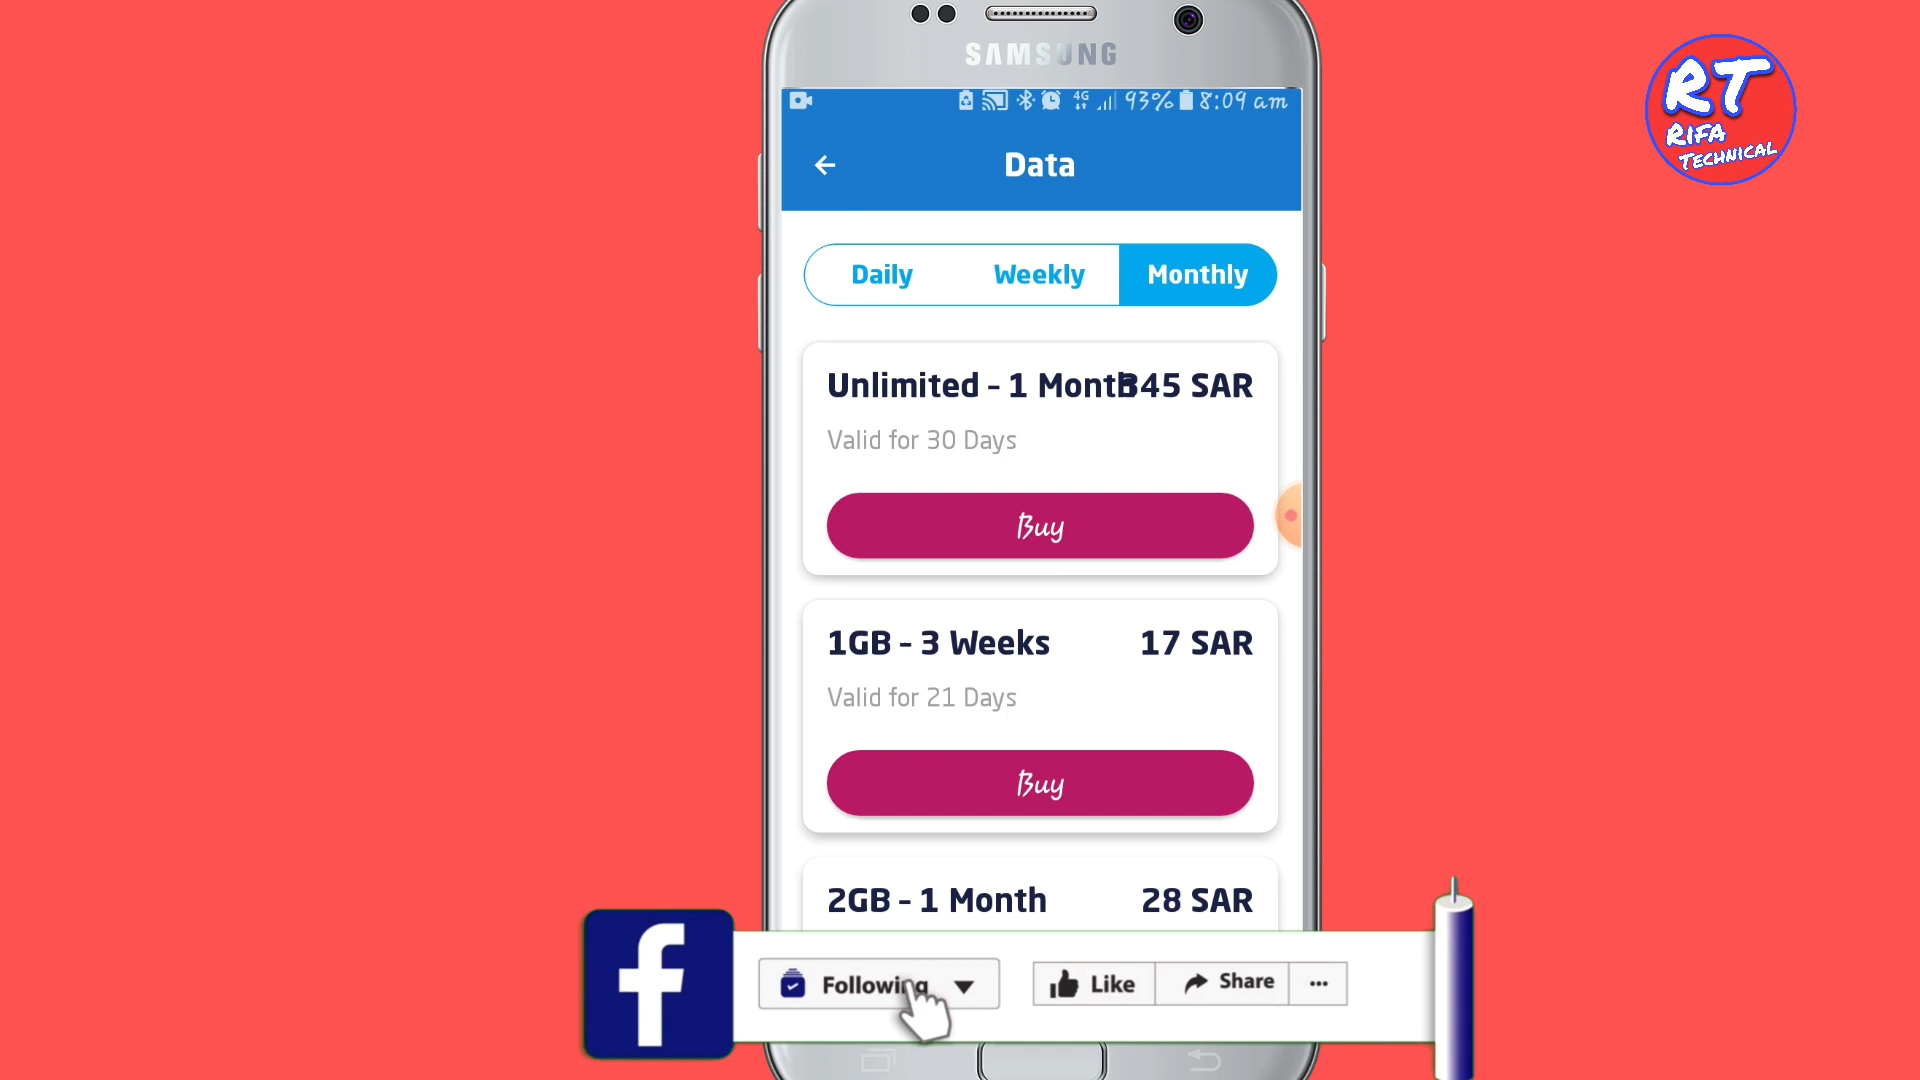 SAMSUNG
4G 93% 8:09 am
Data
Daily Weekly Monthly
Unlimited - 1 Month 345 SAR
Valid for 30 Days
Buy
1GB - 3 Weeks 17 SAR
Valid for 21 Days
Buy
2GB - 1 Month 28 SAR
f Following Like Share ...
RT
RIFA
TECHNICAL